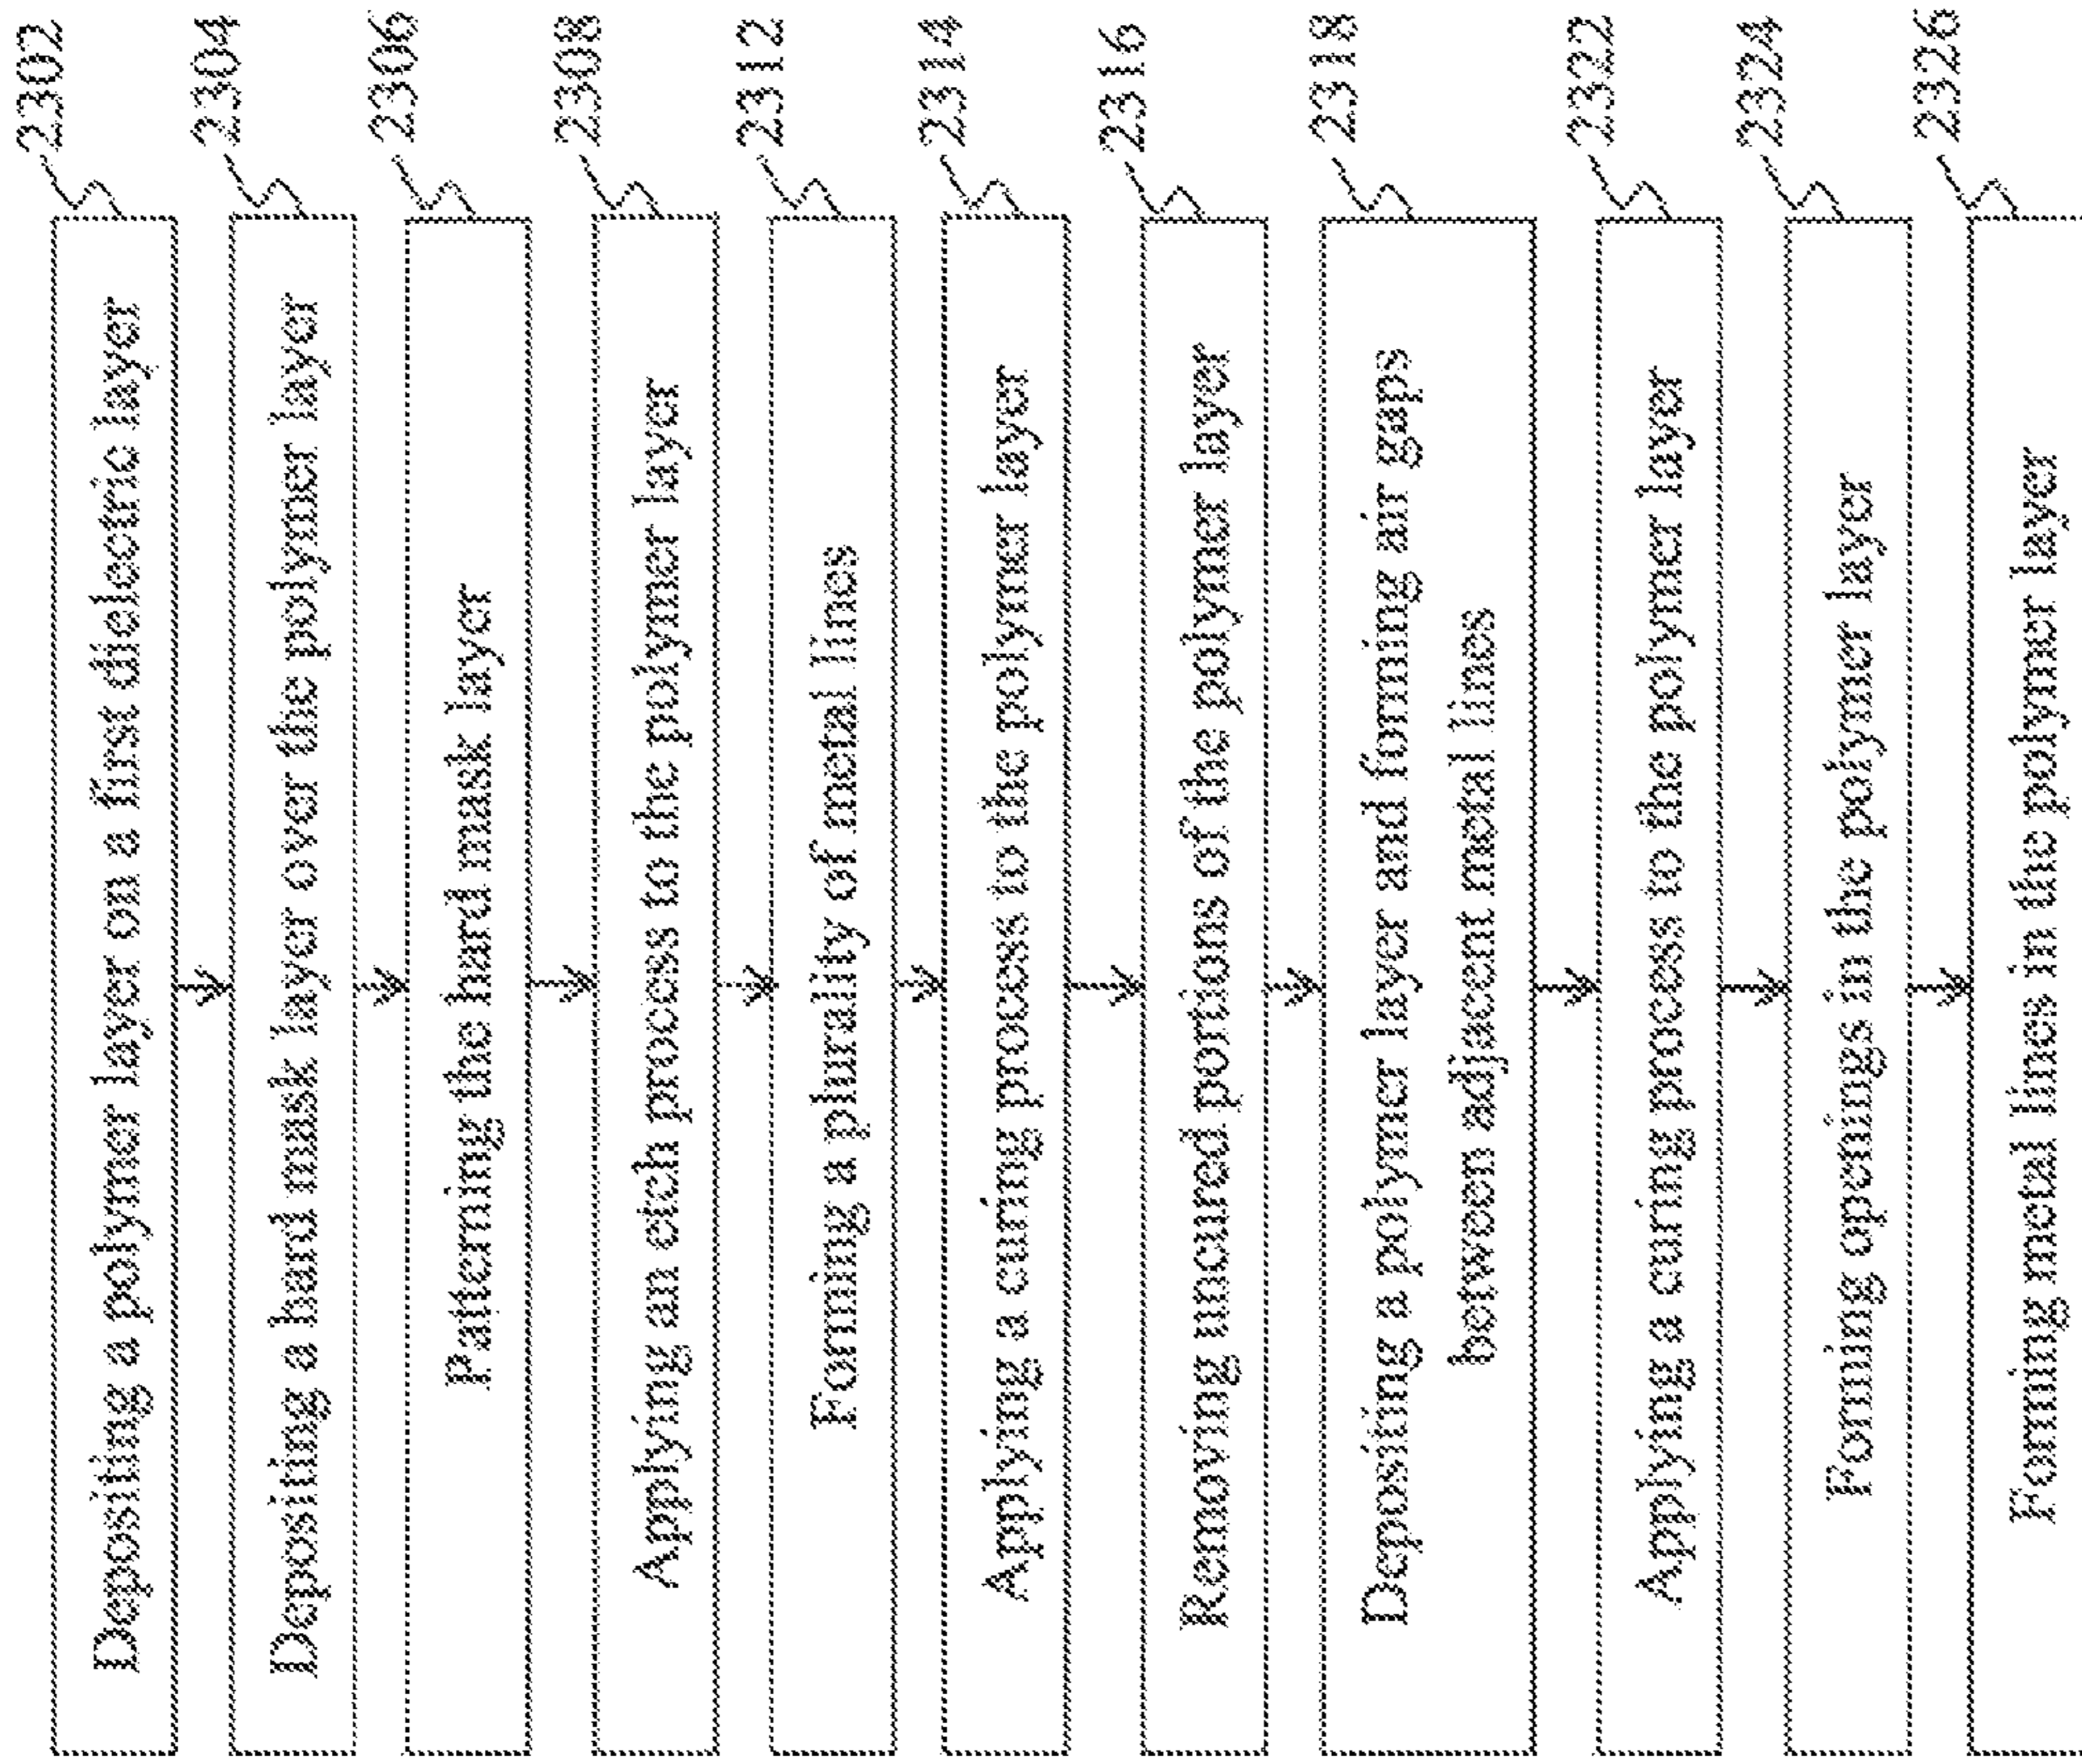 Depositing a polymer layer on a first dielectric layer
2302
Depositing a hard mask layer over the polymer layer
2304
Patterning the hard mask layer
2306
Applying an etch process to the polymer layer
2308
Forming a plurality of metal lines
2312
Applying a curing process to the polymer layer
2314
Removing uncured portions of the polymer layer
2316
Depositing a polymer layer and forming air gaps
between adjacent metal lines
2318
Applying a curing process to the polymer layer
2322
Forming openings in the polymer layer
2324
Forming metal lines in the polymer layer
2326